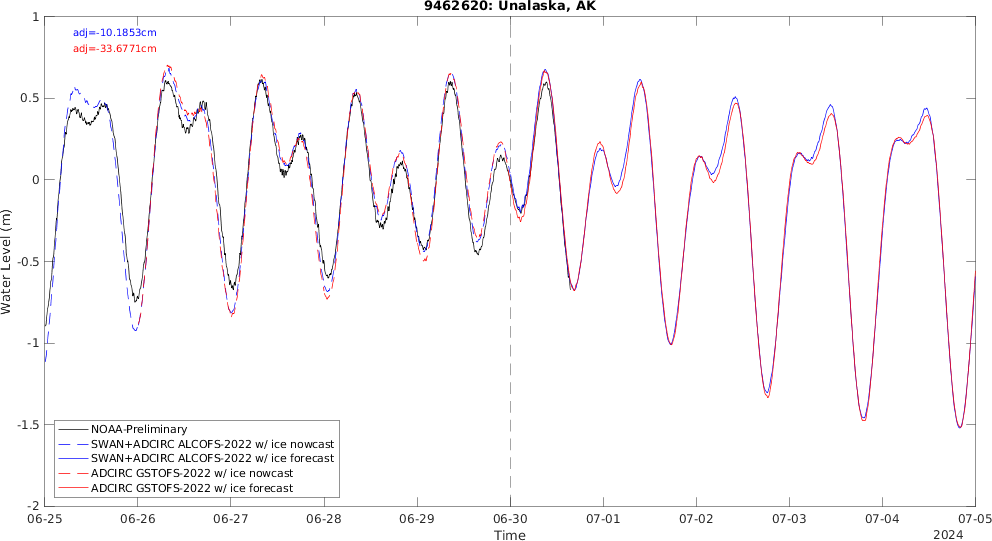 9462620: Unalaska, AK
adj=-10.1853cm
adj=-33.6771cm
1
0.5
0
-0.5
-1
-1.5
-2
Water Level (m)
NOAA-Preliminary
SWAN+ADCIRC ALCOFS-2022 w/ ice nowcast
SWAN+ADCIRC ALCOFS-2022 w/ ice forecast
ADCIRC GSTOFS-2022 w/ ice nowcast
ADCIRC GSTOFS-2022 w/ ice forecast
06-25 06-26 06-27 06-28 06-29 06-30 07-01 07-02 07-03 07-04 07-05
Time
2024